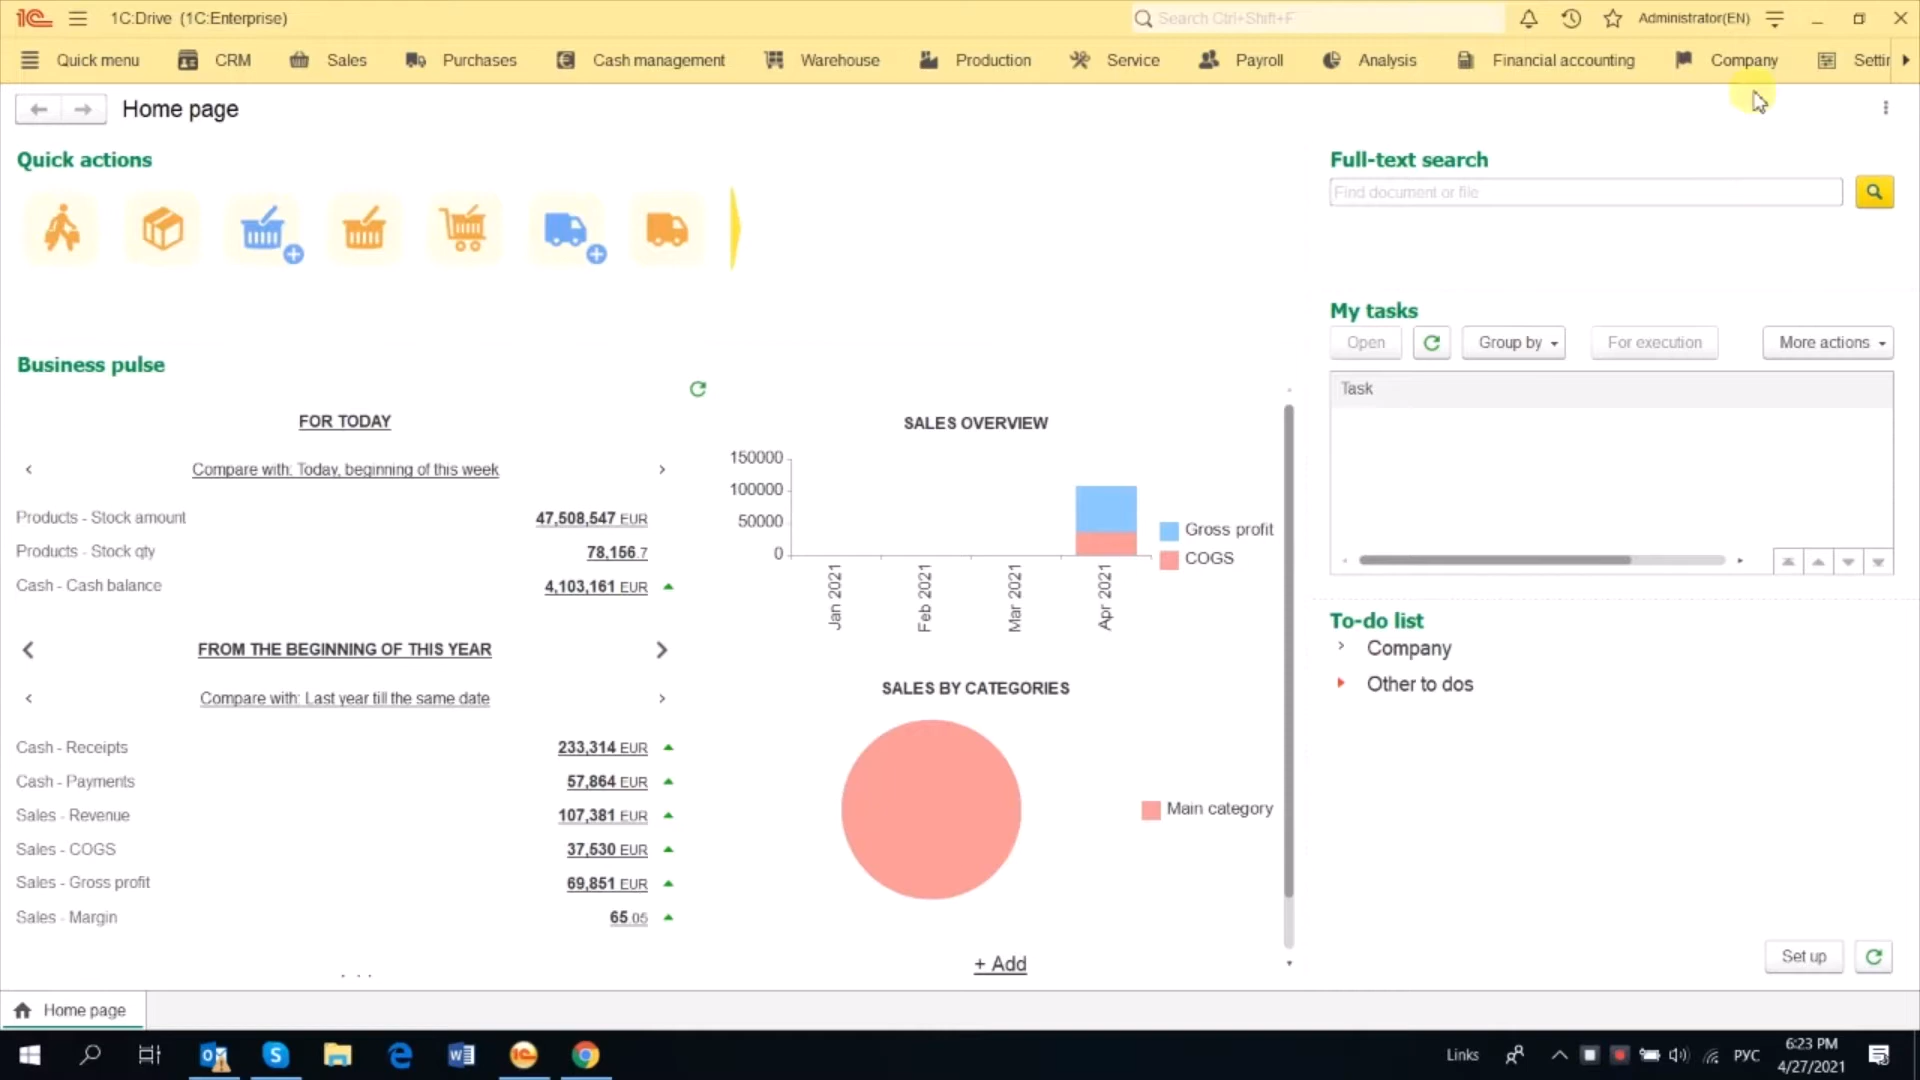 1C:Drive (1C:Enterprise)
Search Ctrl+Shift+F
Administrator(EN)
Quick menu
CRM
Sales
Purchases
Cash management
Warehouse
Production
Service
Payroll
Analysis
Financial accounting
Company
Settin
Home page
Quick actions
Full-text search
Find document or file
My tasks
Open
Group by
For execution
More actions
Task
Business pulse
FOR TODAY
Compare with: Today, beginning of this week
Products - Stock amount 47,508,547 EUR
Products - Stock qty 78,156.7
Cash - Cash balance 4,103,161 EUR
FROM THE BEGINNING OF THIS YEAR
Compare with: Last year till the same date
Cash - Receipts 233,314 EUR
Cash - Payments 57,864 EUR
Sales - Revenue 107,381 EUR
Sales - COGS 37,530 EUR
Sales - Gross profit 69,851 EUR
Sales - Margin 65.05
. . .
SALES OVERVIEW
150000
100000
50000
0
Jan 2021
Feb 2021
Mar 2021
Apr 2021
Gross profit
COGS
SALES BY CATEGORIES
Main category
+ Add
To-do list
Company
Other to dos
Set up
Home page
Links
РУС
6:23 PM
4/27/2021